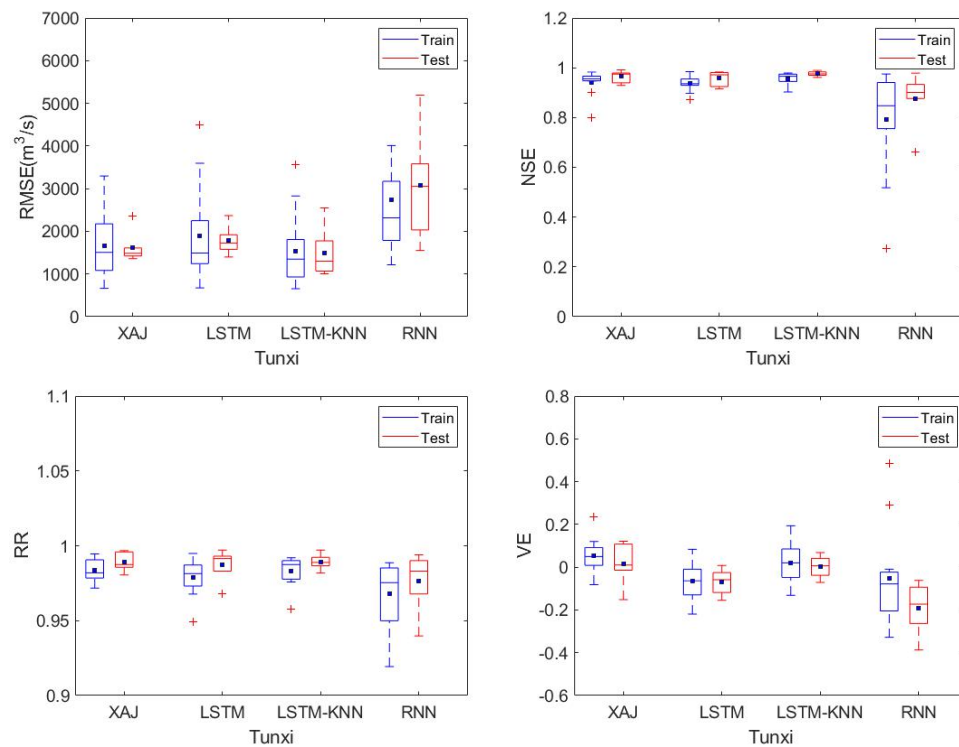 7000
6000
5000
4000
3000
2000
1000
0
RMSE(m³/s)
Train
Test
XAJ LSTM LSTM-KNN RNN
Tunxi
1.2
1
0.8
0.6
0.4
0.2
0
NSE
Train
Test
XAJ LSTM LSTM-KNN RNN
Tunxi
1.1
1.05
1
0.95
0.9
RR
Train
Test
XAJ LSTM LSTM-KNN RNN
Tunxi
0.8
0.6
0.4
0.2
0
-0.2
-0.4
-0.6
VE
Train
Test
XAJ LSTM LSTM-KNN RNN
Tunxi